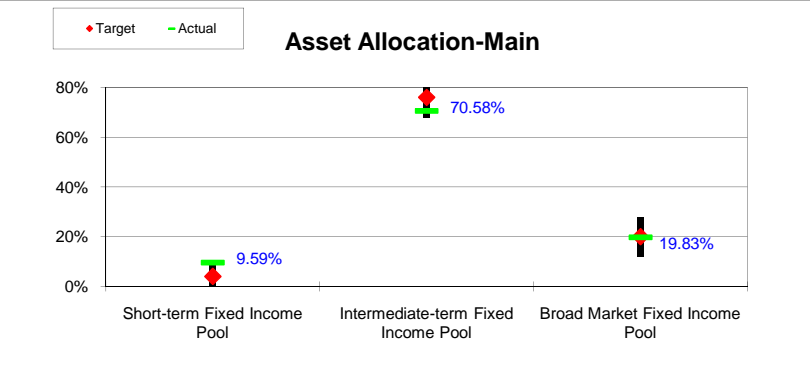 Target Actual
Asset Allocation-Main
80%
60%
40%
20%
0%
70.58%
9.59%
19.83%
Short-term Fixed Income
Pool
Intermediate-term Fixed
Income Pool
Broad Market Fixed Income
Pool